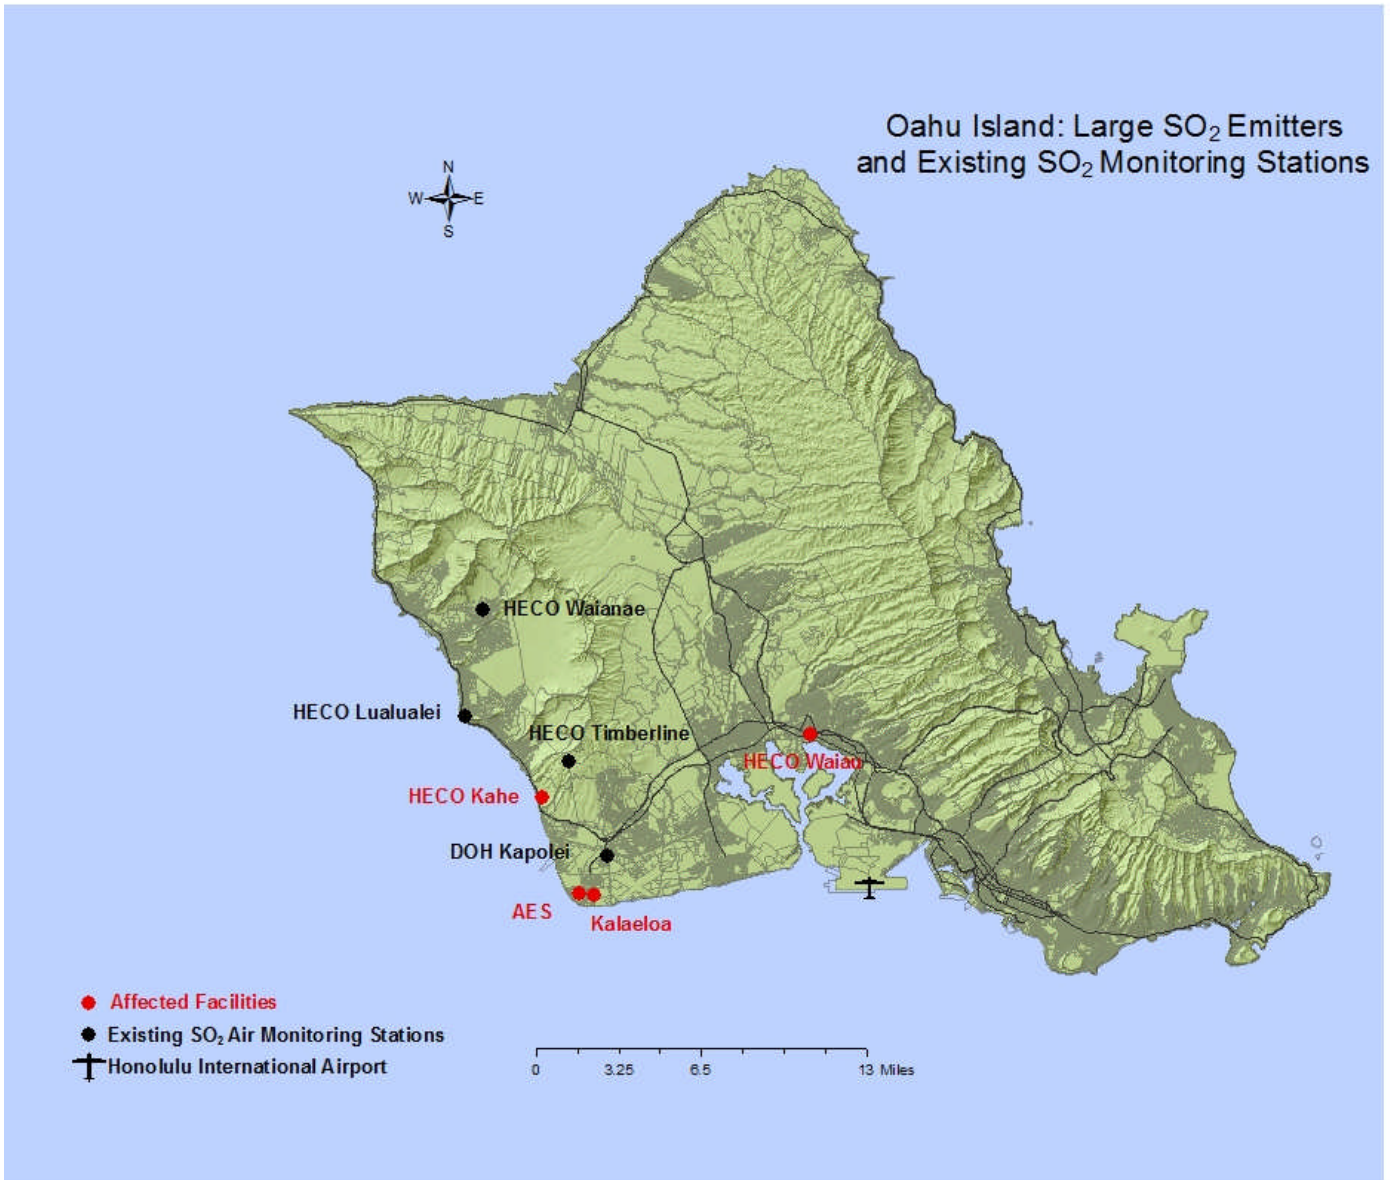 Oahu Island: Large SO₂ Emitters
and Existing SO₂ Monitoring Stations
N
W E
S
HECO Waianae
HECO Lualualei
HECO Timberline
HECO Waiau
HECO Kahe
DOH Kapolei
AES
Kalaeloa
Affected Facilities
Existing SO₂ Air Monitoring Stations
Honolulu International Airport
0 3.25 6.5 13 Miles